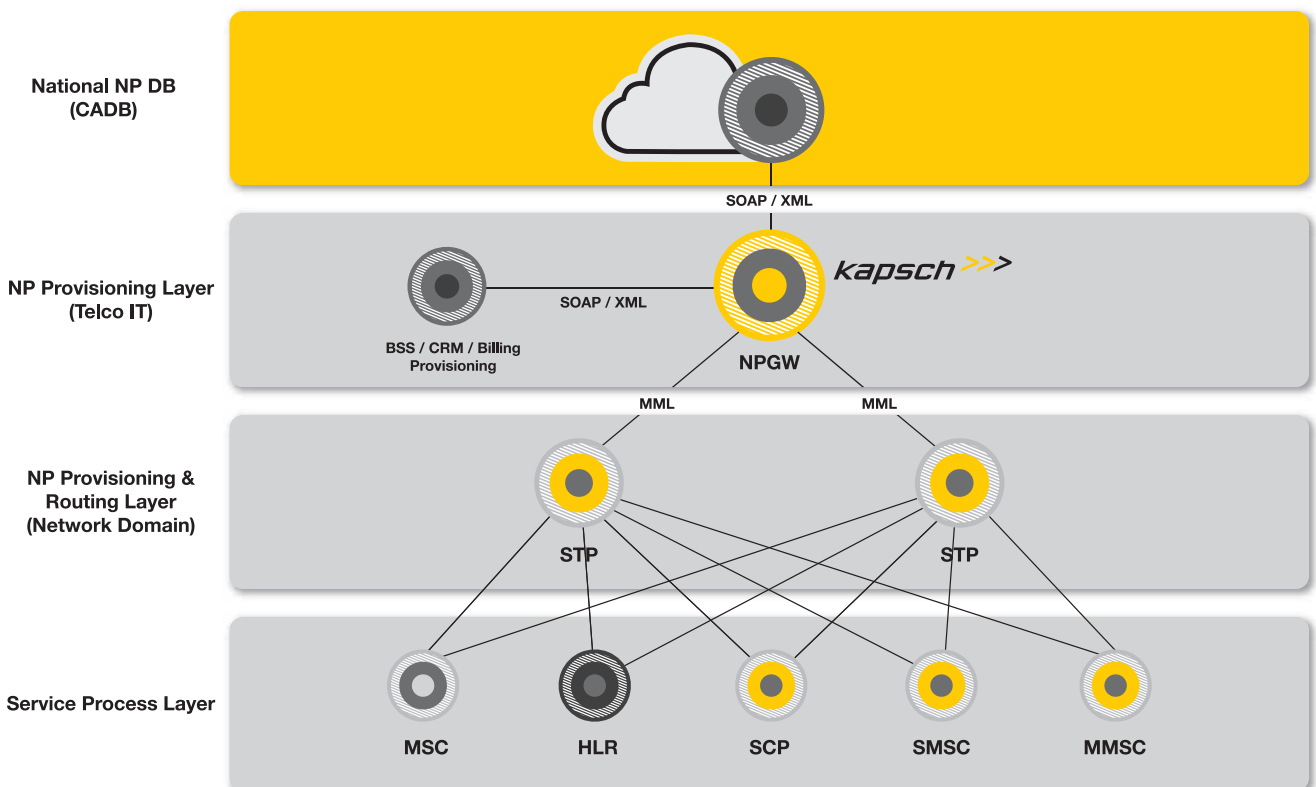 National NP DB
(CADB)
SOAP / XML
NP Provisioning Layer
(Telco IT)
kapsch >>>
SOAP / XML
BSS / CRM / Billing
Provisioning
NPGW
MML
MML
NP Provisioning &
Routing Layer
(Network Domain)
STP
STP
Service Process Layer
MSC
HLR
SCP
SMSC
MMSC